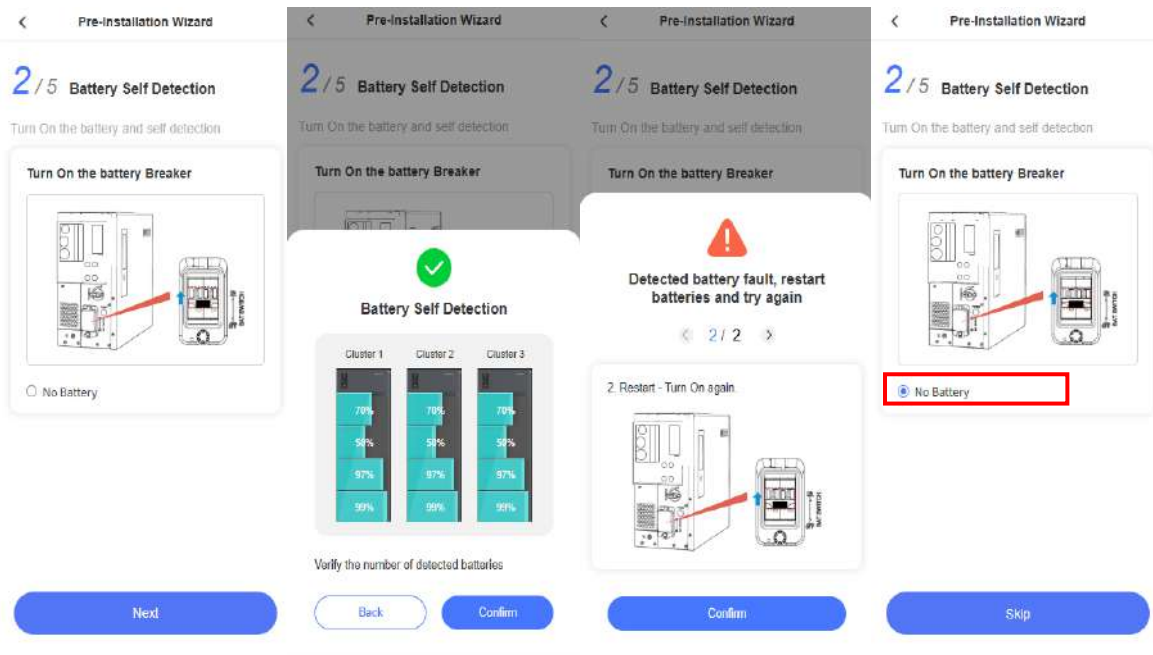 Pre-Installation Wizard
2/5 Battery Self Detection
Turn On the battery and self detection
Turn On the battery Breaker
BAT SWITCH
No Battery
Next
Pre-Installation Wizard
2/5 Battery Self Detection
Turn On the battery and self detection
Turn On the battery Breaker
Battery Self Detection
Cluster 1 Cluster 2 Cluster 3
70% 70% 70%
50% 50% 50%
97% 97% 97%
99% 99% 99%
Verify the number of detected batteries
Back Confirm
Pre-Installation Wizard
2/5 Battery Self Detection
Turn On the battery and self detection
Turn On the battery Breaker
Detected battery fault, restart
batteries and try again
< 2/ 2 >
2. Restart - Turn On again.
BAT SWITCH
Confirm
Pre-Installation Wizard
2/5 Battery Self Detection
Turn On the battery and self detection
Turn On the battery Breaker
BAT SWITCH
No Battery
Skip